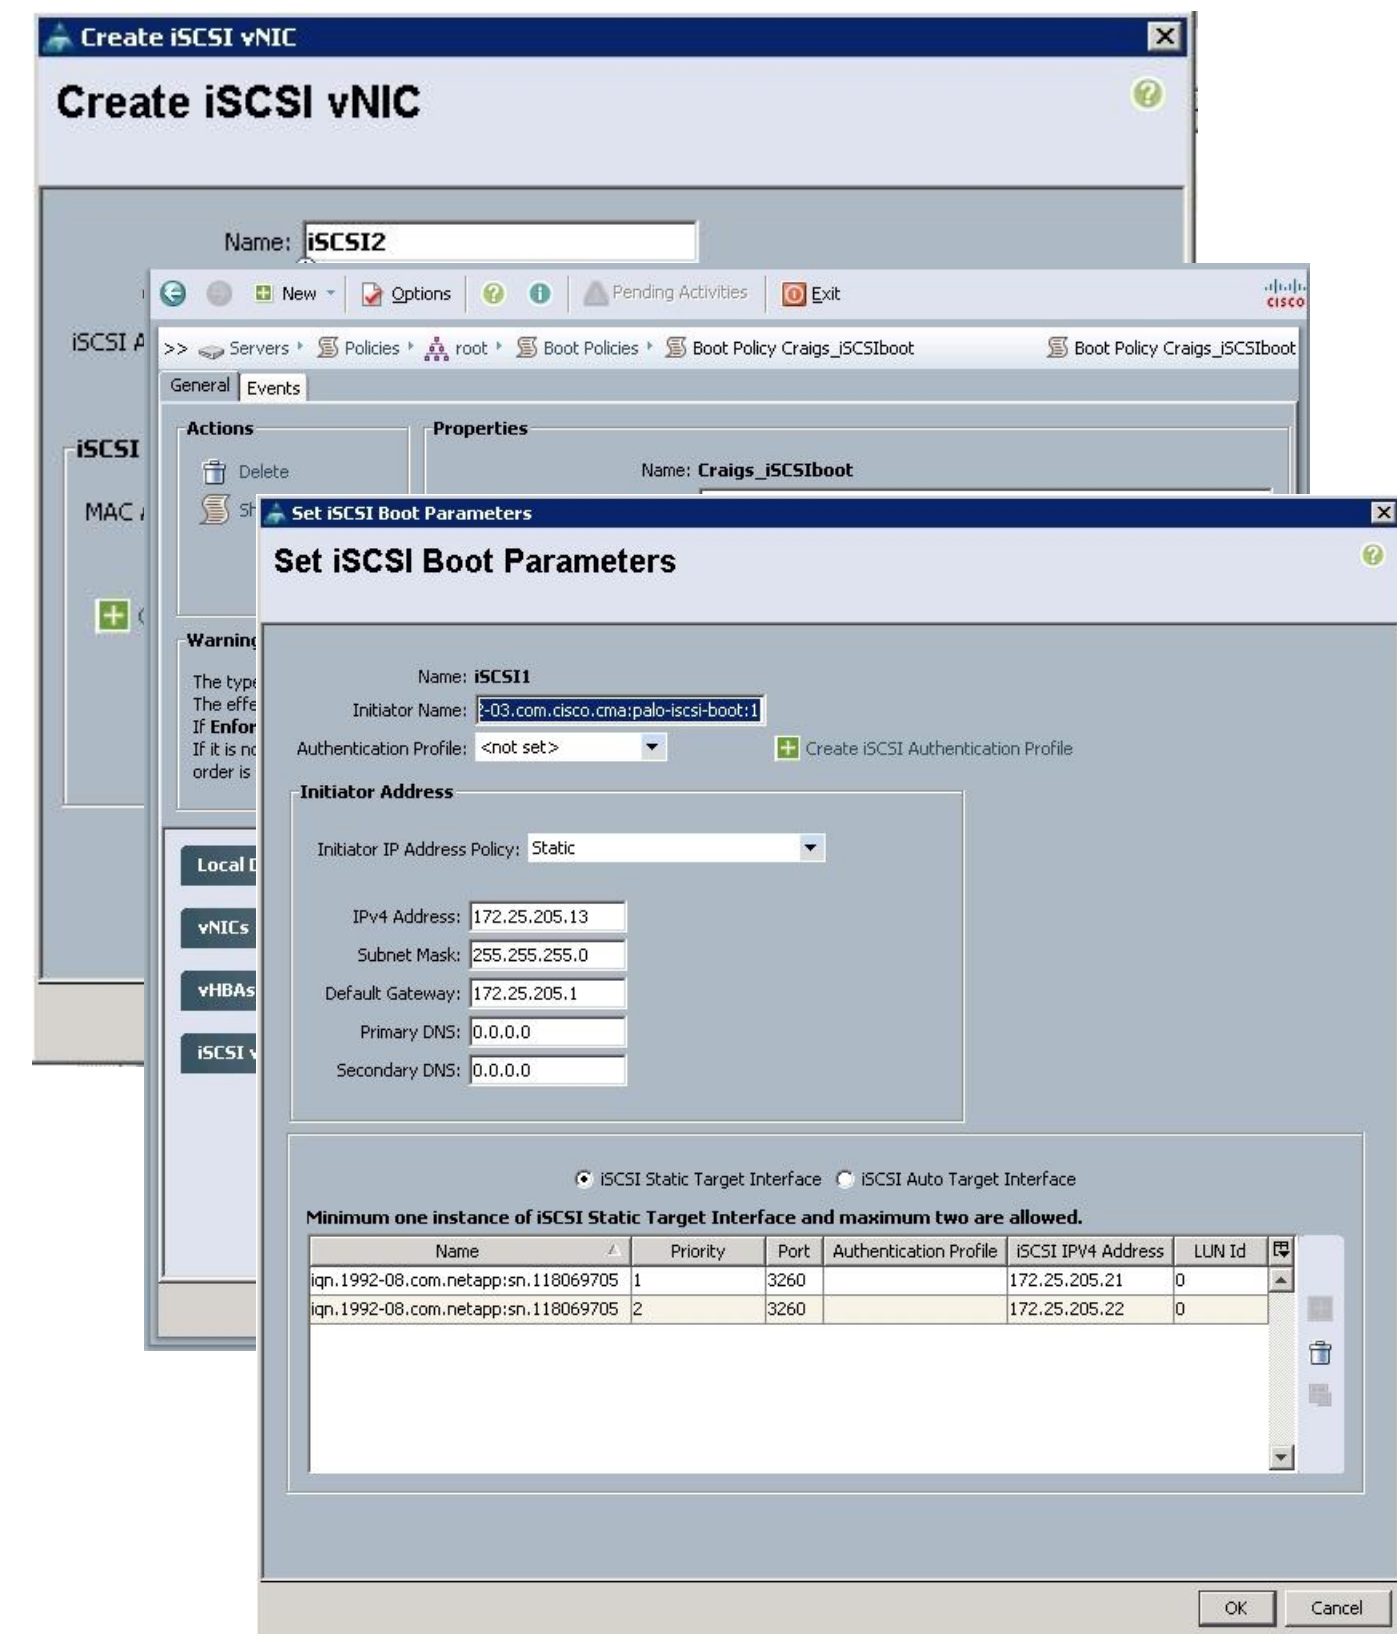 Create iSCSI vNIC
Create iSCSI vNIC
Name: iSCSI2
New Options Pending Activities Exit
cisco
iSCSI
>> Servers Policies root Boot Policies Boot Policy Craigs_iSCSIboot Boot Policy Craigs_iSCSIboot
General Events
Actions Properties
iSCSI
Delete Name: Craigs_iSCSIboot
MAC
Set iSCSI Boot Parameters
Set iSCSI Boot Parameters
The
The
If
If it is
order is
Name: iSCSI1
Initiator Name: 2-03.com.cisco.cma:palo-iscsi-boot:1
Authentication Profile: <not set> Create iSCSI Authentication Profile
Initiator Address
Initiator IP Address Policy: Static
Local
vNICs
vHBAs
iSCSI
IPv4 Address: 172.25.205.13
Subnet Mask: 255.255.255.0
Default Gateway: 172.25.205.1
Primary DNS: 0.0.0.0
Secondary DNS: 0.0.0.0
iSCSI Static Target Interface iSCSI Auto Target Interface
Minimum one instance of iSCSI Static Target Interface and maximum two are allowed.
Name Priority Port Authentication Profile iSCSI IPV4 Address LUN Id
iqn.1992-08.com.netapp:sn.118069705 1 3260 172.25.205.21 0
iqn.1992-08.com.netapp:sn.118069705 2 3260 172.25.205.22 0
OK Cancel